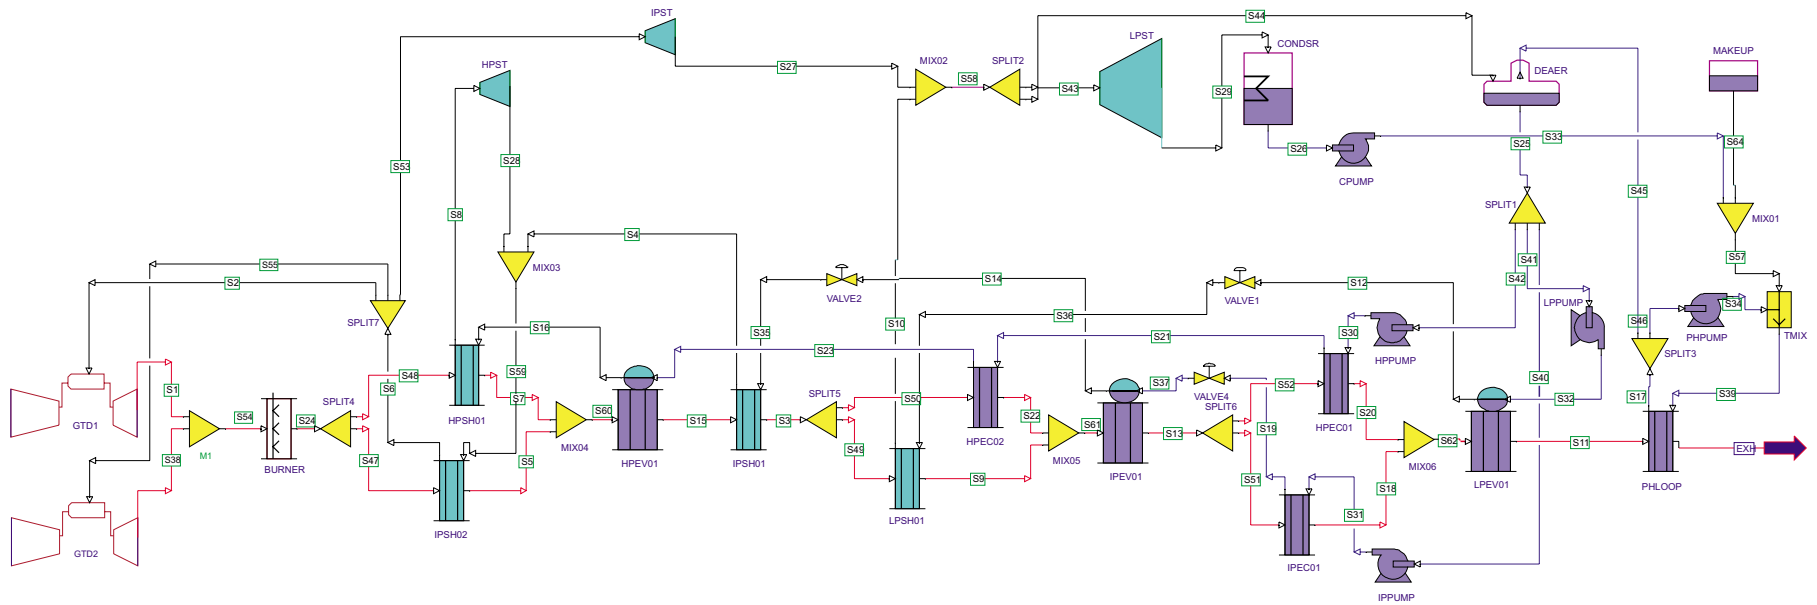 IPST
S44
LPST
CONDSR
MAKEUP
HPST
S27
MIX02
S58
SPLIT2
DEAER
S43
S29
S53
S28
S26
CPUMP
S33
S25
S64
S45
SPLIT1
MIX01
S8
S4
S41
S42
S57
S55
S2
MIX03
S14
VALVE2
S12
VALVE1
LPPUMP
PHPUMP
S34
SPLIT7
S16
S10
S35
S36
S21
S30
HPPUMP
S46
TMIX
SPLIT3
S23
S6
S59
S1
S48
S7
SPLIT5
S50
S37
VALVE4
S52
S40
S32
S17
S39
GTD1
S54
S24
SPLIT4
HPSH01
S60
S15
S3
HPEC02
S22
S61
S13
SPLIT6
S19
HPEC01
S20
M1
S38
BURNER
S47
S5
MIX04
HPEV01
IPSH01
S49
MIX05
IPEV01
MIX06
S62
LPEV01
S11
EXH
S9
S51
S18
PHLOOP
GTD2
IPSH02
LPSH01
S31
IPEC01
IPPUMP